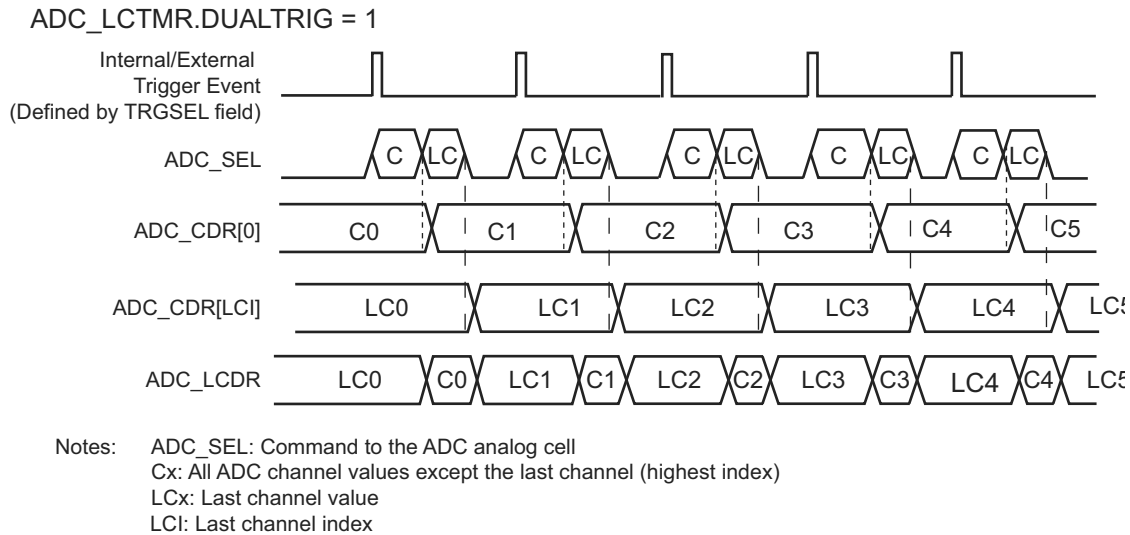 ADC_LCTMR.DUALTRIG = 1
Internal/External
Trigger Event
(Defined by TRGSEL field)
ADC_SEL C LC C LC C LC C LC C LC
ADC_CDR[0] C0 C1 C2 C3 C4 C5
ADC_CDR[LCI] LC0 LC1 LC2 LC3 LC4 LC5
ADC_LCDR LC0 C0 LC1 C1 LC2 C2 LC3 C3 LC4 C4 LC5
Notes: ADC_SEL: Command to the ADC analog cell
Cx: All ADC channel values except the last channel (highest index)
LCx: Last channel value
LCI: Last channel index